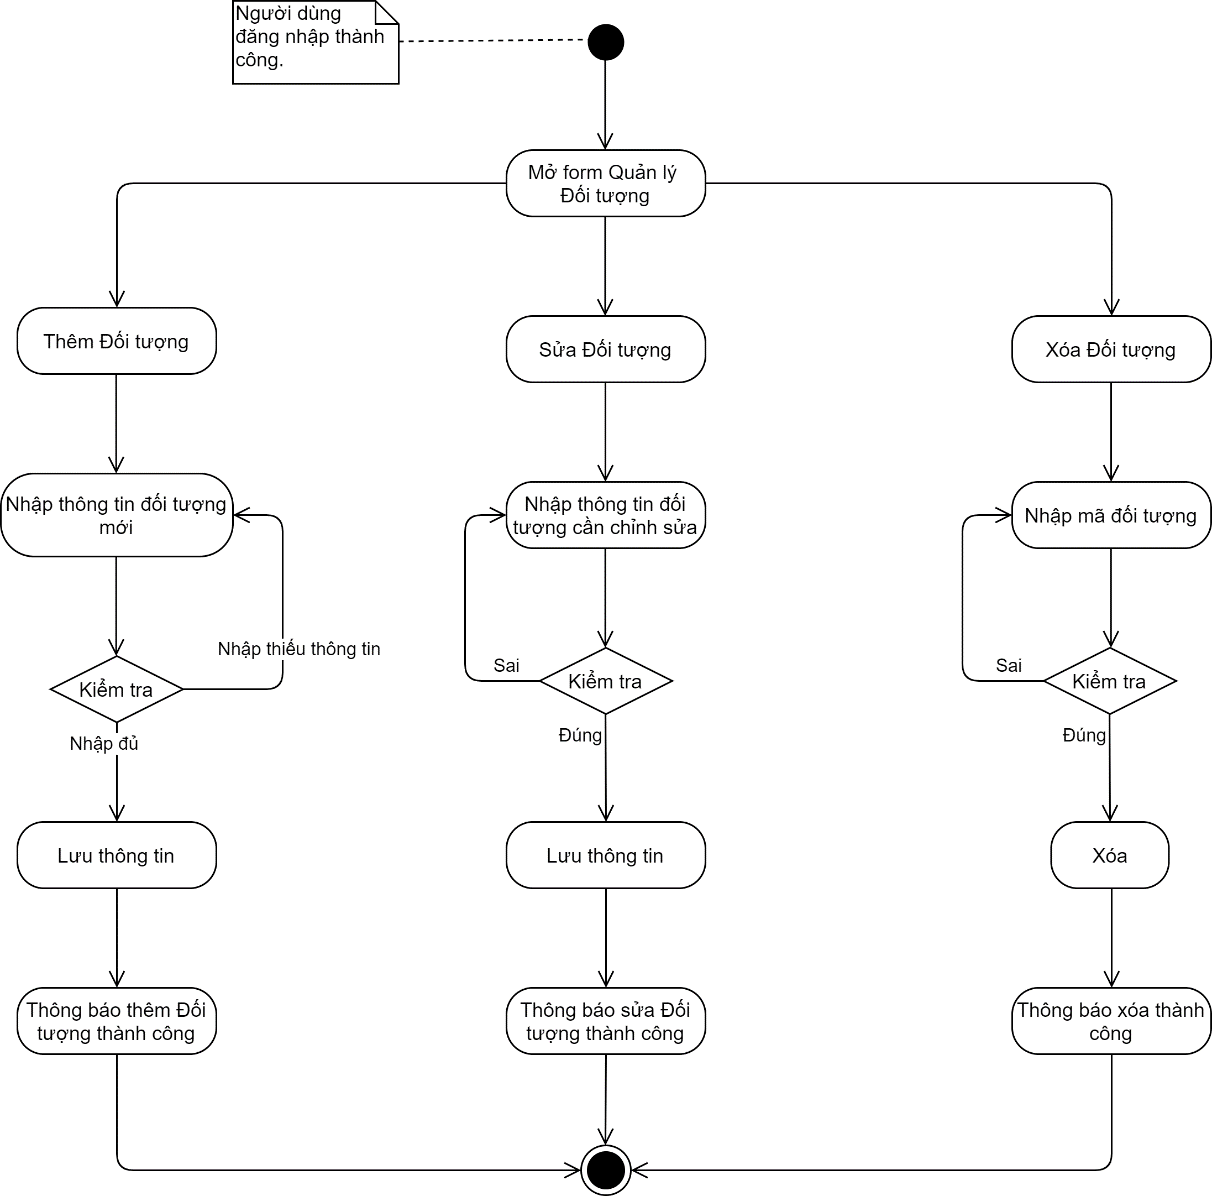 Người dùng
đăng nhập thành
công.
Mở form Quản lý
Đối tượng
Thêm Đối tượng
Sửa Đối tượng
Xóa Đối tượng
Nhập thông tin đối tượng
mới
Nhập thông tin đối
tượng cần chỉnh sửa
Nhập mã đối tượng
Nhập thiếu thông tin
Sai
Sai
Kiểm tra
Kiểm tra
Kiểm tra
Nhập đủ
Đúng
Đúng
Lưu thông tin
Lưu thông tin
Xóa
Thông báo thêm Đối
tượng thành công
Thông báo sửa Đối
tượng thành công
Thông báo xóa thành
công